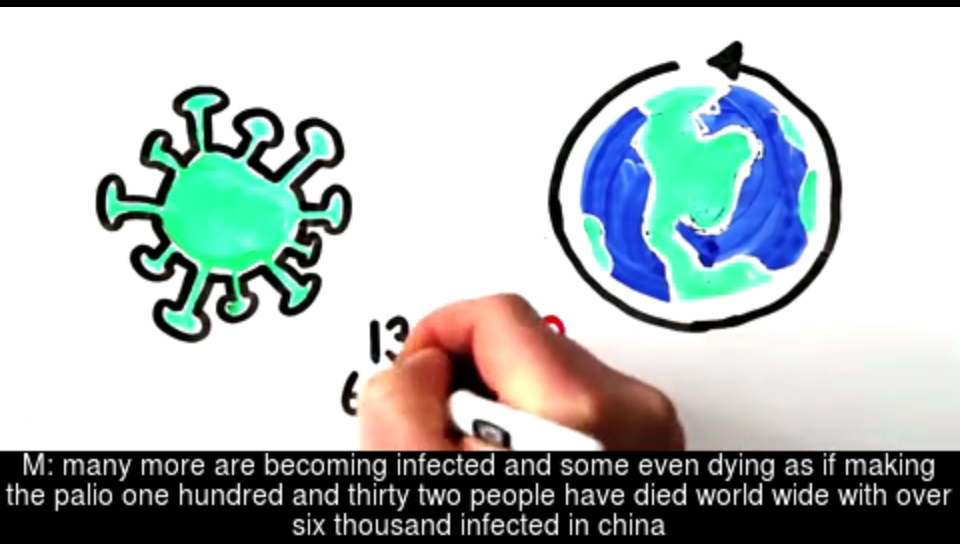 13
6
M: many more are becoming infected and some even dying as if making
the palio one hundred and thirty two people have died world wide with over
six thousand infected in china